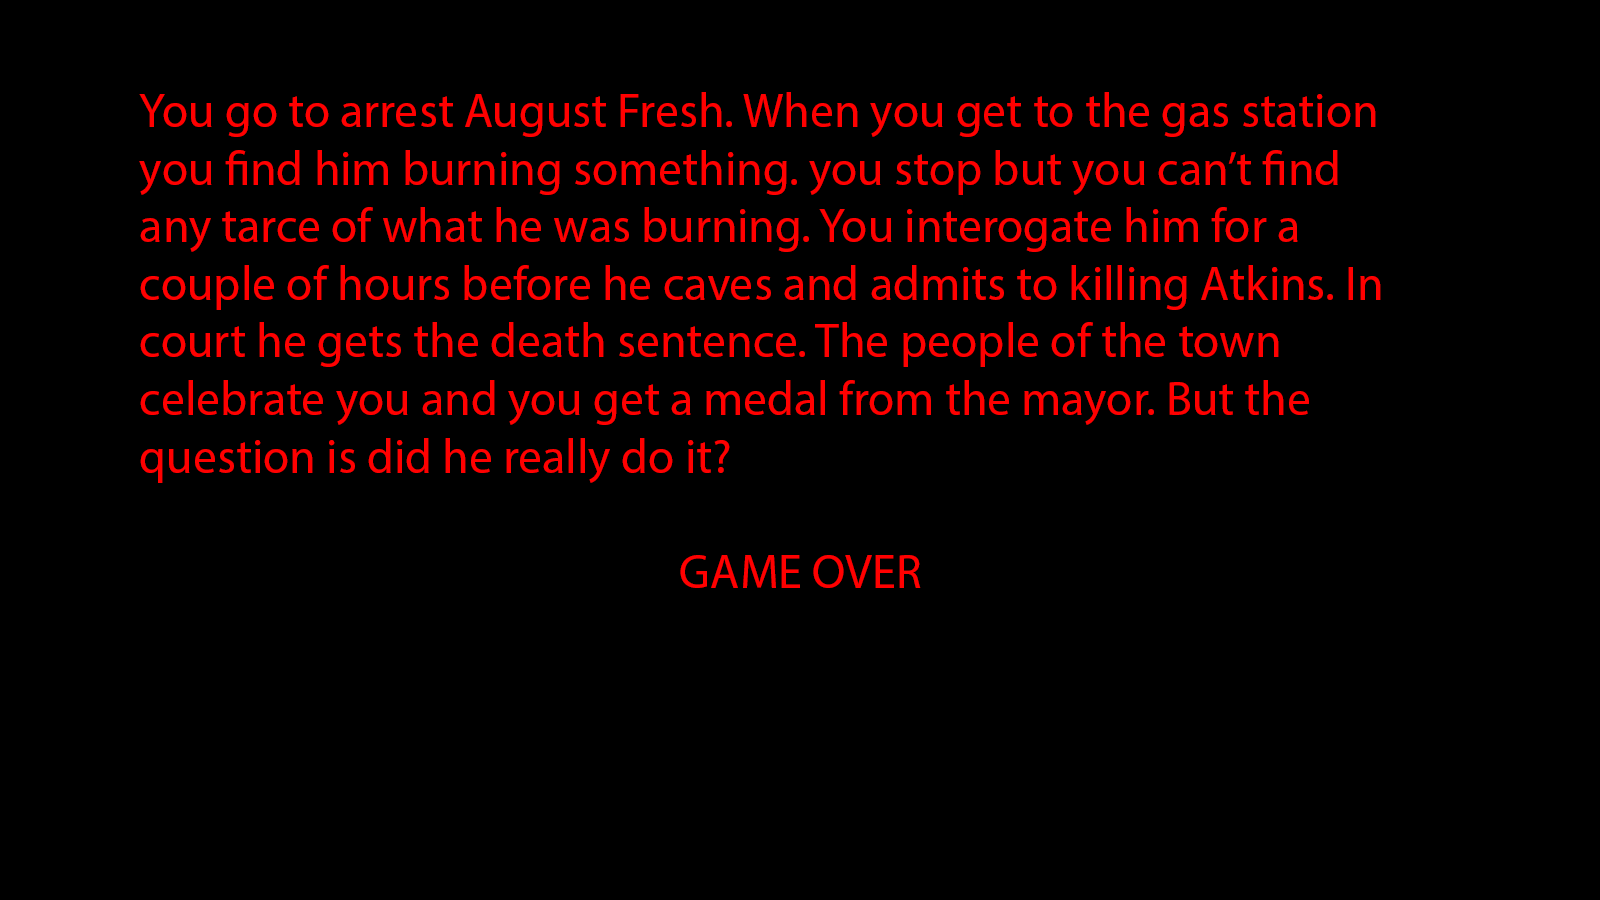 You go to arrest August Fresh. When you get to the gas station
you find him burning something. you stop but you can’t find
any tarce of what he was burning. You interogate him for a
couple of hours before he caves and admits to killing Atkins. In
court he gets the death sentence. The people of the town
celebrate you and you get a medal from the mayor. But the
question is did he really do it?
GAME OVER